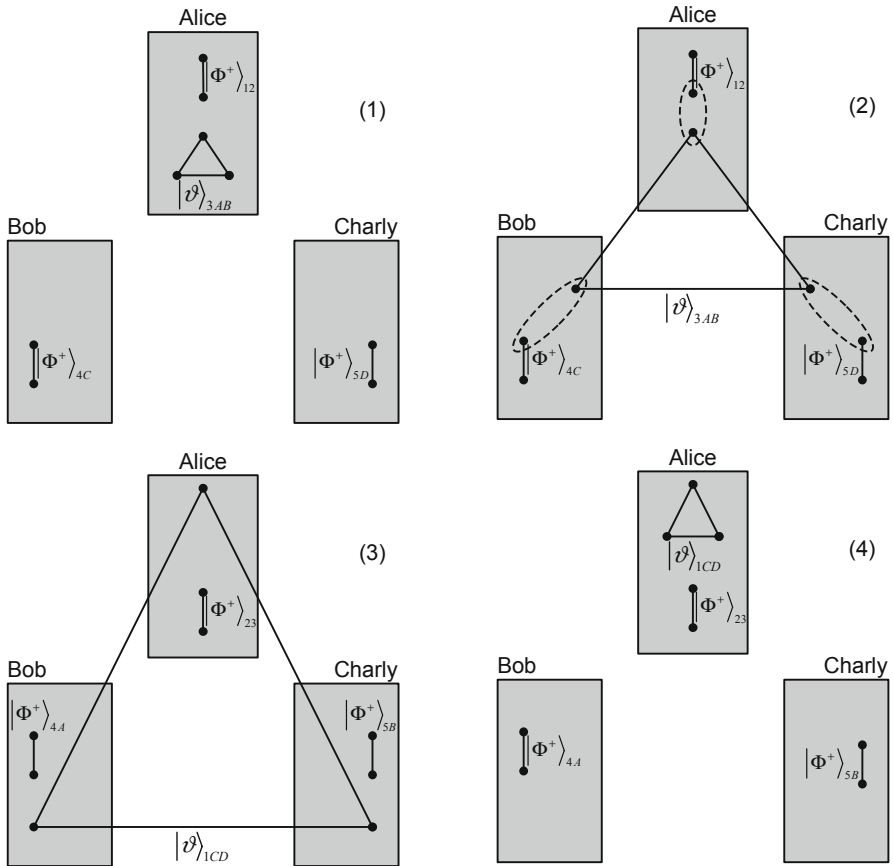 Alice
|Φ⁺⟩₁₂
(1)
|ϑ⟩₃AB
Bob
Charly
|Φ⁺⟩₄C
|Φ⁺⟩₅D
Alice
|Φ⁺⟩₁₂
(2)
Bob
Charly
|ϑ⟩₃AB
|Φ⁺⟩₄C
|Φ⁺⟩₅D
Alice
(3)
|Φ⁺⟩₂₃
Bob
Charly
|Φ⁺⟩₄A
|Φ⁺⟩₅B
|ϑ⟩₁CD
Alice
(4)
|ϑ⟩₁CD
|Φ⁺⟩₂₃
Bob
Charly
|Φ⁺⟩₄A
|Φ⁺⟩₅B